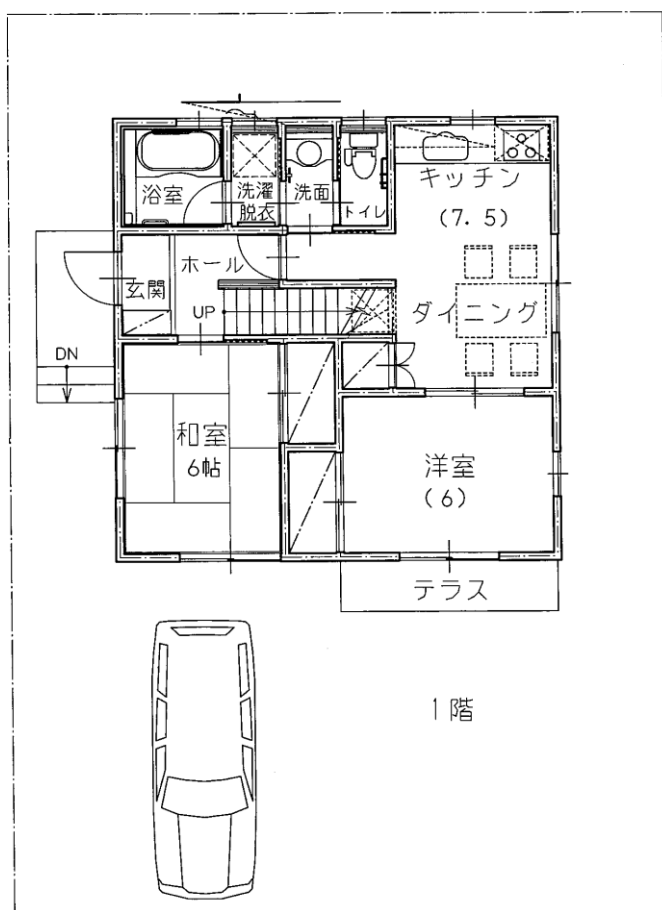 キッチン
(7.5)
浴室
洗濯
脱衣
洗面
トイレ
ホール
玄関
UP
ダイニング
DN
和室
6帖
洋室
(6)
テラス
1階